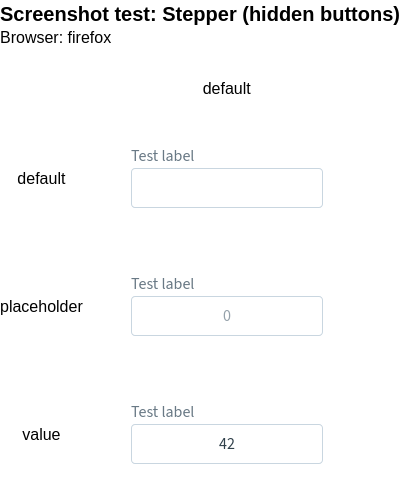 Screenshot test: Stepper (hidden buttons)
Browser: firefox
default
Test label
default
Test label
placeholder
0
Test label
value
42